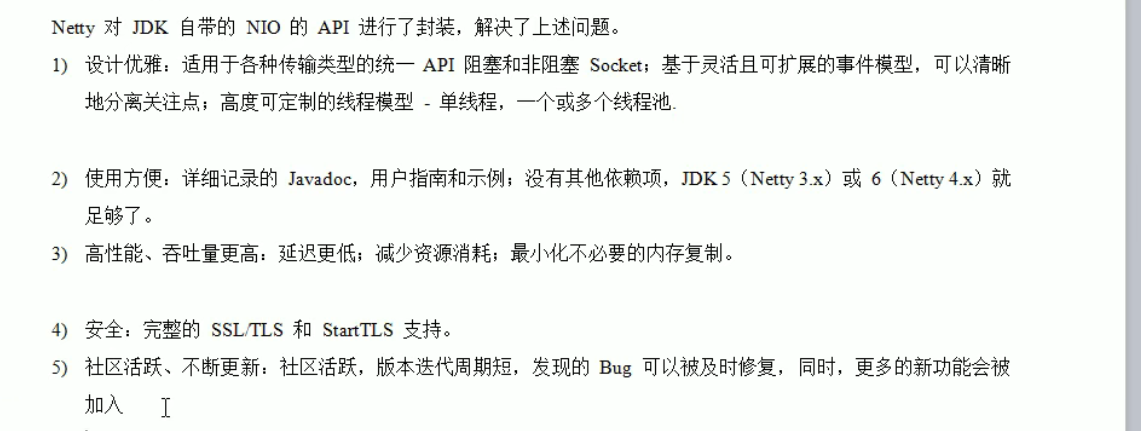 Netty 对 JDK 自带的 NIO 的 API 进行了封装，解决了上述问题。
1) 设计优雅：适用于各种传输类型的统一 API 阻塞和非阻塞 Socket；基于灵活且可扩展的事件模型，可以清晰
地分离关注点；高度可定制的线程模型 - 单线程，一个或多个线程池.
2) 使用方便：详细记录的 Javadoc，用户指南和示例；没有其他依赖项，JDK 5（Netty 3.x）或 6（Netty 4.x）就
足够了。
3) 高性能、吞吐量更高：延迟更低；减少资源消耗；最小化不必要的内存复制。
4) 安全：完整的 SSL/TLS 和 StartTLS 支持。
5) 社区活跃、不断更新：社区活跃，版本迭代周期短，发现的 Bug 可以被及时修复，同时，更多的新功能会被
加入